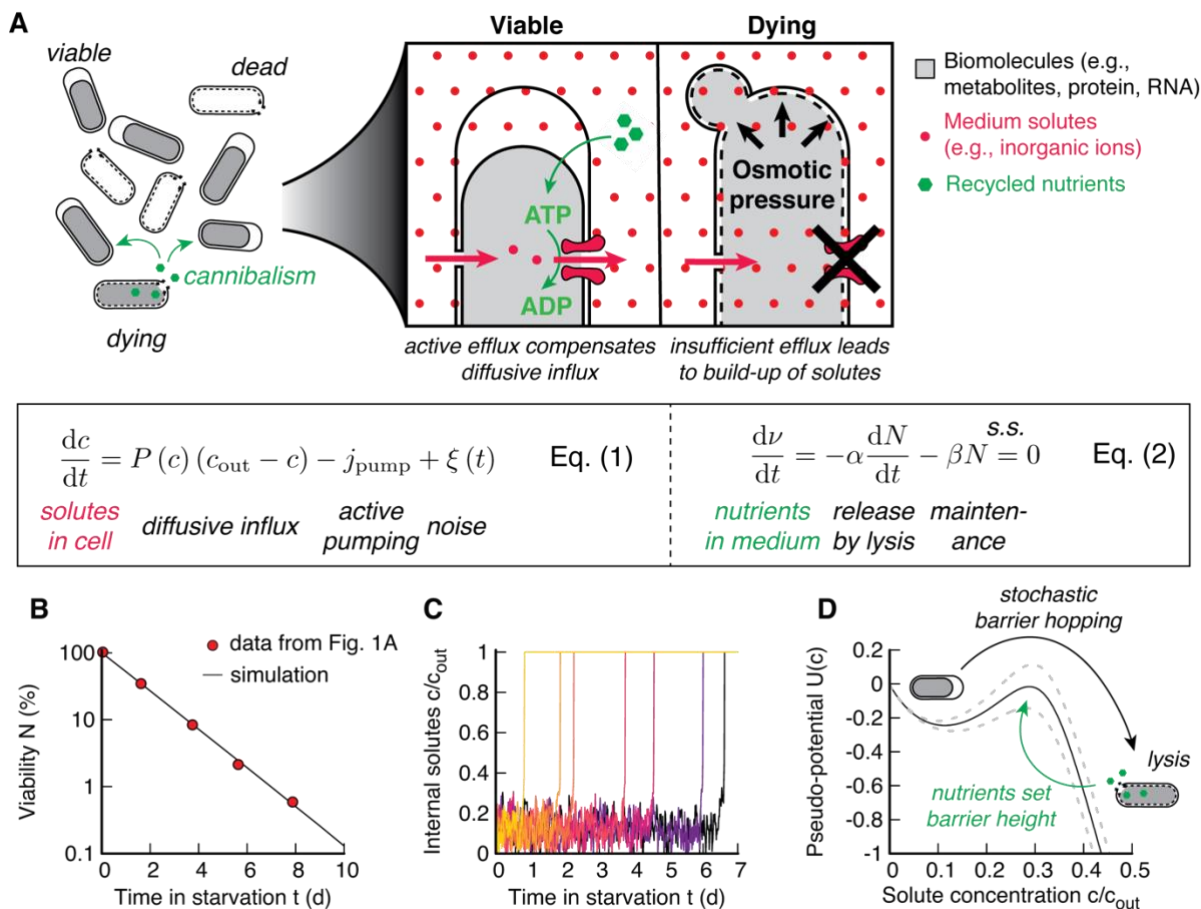 A
viable
dead
cannibalism
dying
Viable
Dying
ATP
ADP
Osmotic
pressure
active efflux compensates
diffusive influx
insufficient efflux leads
to build-up of solutes
Biomolecules (e.g.,
metabolites, protein, RNA)
Medium solutes
(e.g., inorganic ions)
Recycled nutrients
dc/dt = P (c) (c_out − c) − j_pump + ξ (t) Eq. (1)
solutes
in cell
diffusive influx
active
pumping
noise
s.s.
dν/dt = −α dN/dt − βN = 0 Eq. (2)
nutrients
in medium
release
by lysis
mainten-
ance
B
data from Fig. 1A
simulation
Viability N (%)
100
10
1
0.1
0 2 4 6 8 10
Time in starvation t (d)
C
Internal solutes c/c_out
1
0.8
0.6
0.4
0.2
0
0 1 2 3 4 5 6 7
Time in starvation t (d)
D
stochastic
barrier hopping
lysis
nutrients set
barrier height
Pseudo-potential U(c)
0.2
0
-0.2
-0.4
-0.6
-0.8
-1
0 0.1 0.2 0.3 0.4 0.5
Solute concentration c/c_out